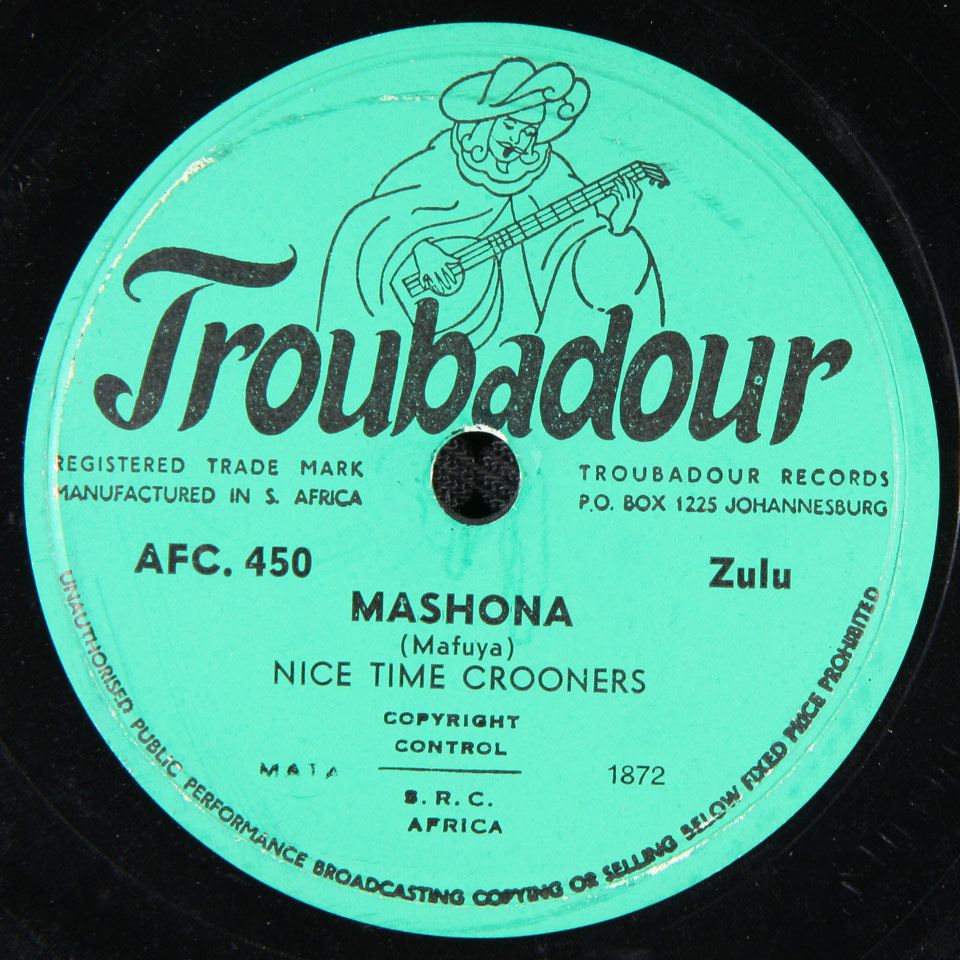 Troubadour
REGISTERED TRADE MARK
MANUFACTURED IN S. AFRICA
TROUBADOUR RECORDS
P.O. BOX 1225 JOHANNESBURG
AFC. 450
Zulu
MASHONA
(Mafuya)
NICE TIME CROONERS
COPYRIGHT
CONTROL
MATA
1872
S. R. C.
AFRICA
UNAUTHORISED PUBLIC PERFORMANCE BROADCASTING COPYING OR SELLING BELOW FIXED PRICE PROHIBITED